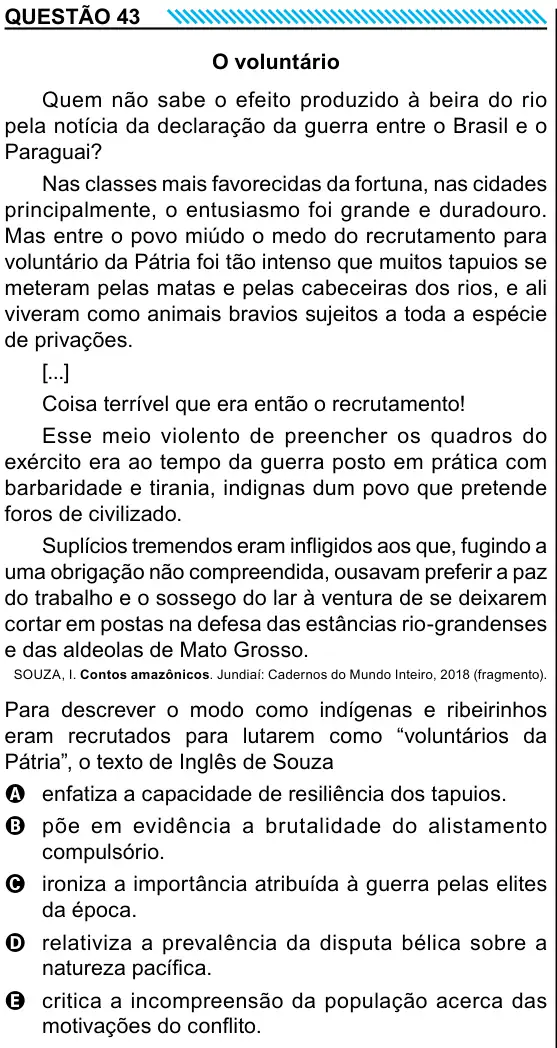 QUESTÃO 43
O voluntário
Quem não sabe o efeito produzido à beira do rio
pela notícia da declaração da guerra entre o Brasil e o
Paraguai?
Nas classes mais favorecidas da fortuna, nas cidades
principalmente, o entusiasmo foi grande e duradouro.
Mas entre o povo miúdo o medo do recrutamento para
voluntário da Pátria foi tão intenso que muitos tapuios se
meteram pelas matas e pelas cabeceiras dos rios, e ali
viveram como animais bravios sujeitos a toda a espécie
de privações.
[...]
Coisa terrível que era então o recrutamento!
Esse meio violento de preencher os quadros do
exército era ao tempo da guerra posto em prática com
barbaridade e tirania, indignas dum povo que pretende
foros de civilizado.
Suplícios tremendos eram infligidos aos que, fugindo a
uma obrigação não compreendida, ousavam preferir a paz
do trabalho e o sossego do lar à ventura de se deixarem
cortar em postas na defesa das estâncias rio-grandenses
e das aldeolas de Mato Grosso.
SOUZA, I. Contos amazônicos. Jundiaí: Cadernos do Mundo Inteiro, 2018 (fragmento).
Para descrever o modo como indígenas e ribeirinhos
eram recrutados para lutarem como “voluntários da
Pátria”, o texto de Inglês de Souza
A enfatiza a capacidade de resiliência dos tapuios.
B põe em evidência a brutalidade do alistamento
compulsório.
C ironiza a importância atribuída à guerra pelas elites
da época.
D relativiza a prevalência da disputa bélica sobre a
natureza pacífica.
E critica a incompreensão da população acerca das
motivações do conflito.